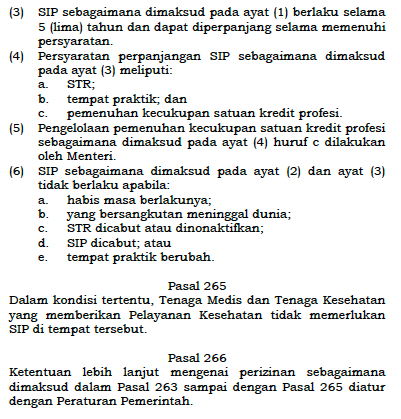 (3) SIP sebagaimana dimaksud pada ayat (1) berlaku selama
5 (lima) tahun dan dapat diperpanjang selama memenuhi
persyaratan.
(4) Persyaratan perpanjangan SIP sebagaimana dimaksud
pada ayat (3) meliputi:
a. STR;
b. tempat praktik; dan
c. pemenuhan kecukupan satuan kredit profesi.
(5) Pengelolaan pemenuhan kecukupan satuan kredit profesi
sebagaimana dimaksud pada ayat (4) huruf c dilakukan
oleh Menteri.
(6) SIP sebagaimana dimaksud pada ayat (2) dan ayat (3)
tidak berlaku apabila:
a. habis masa berlakunya;
b. yang bersangkutan meninggal dunia;
c. STR dicabut atau dinonaktifkan;
d. SIP dicabut; atau
e. tempat praktik berubah.
Pasal 265
Dalam kondisi tertentu, Tenaga Medis dan Tenaga Kesehatan
yang memberikan Pelayanan Kesehatan tidak memerlukan
SIP di tempat tersebut.
Pasal 266
Ketentuan lebih lanjut mengenai perizinan sebagaimana
dimaksud dalam Pasal 263 sampai dengan Pasal 265 diatur
dengan Peraturan Pemerintah.